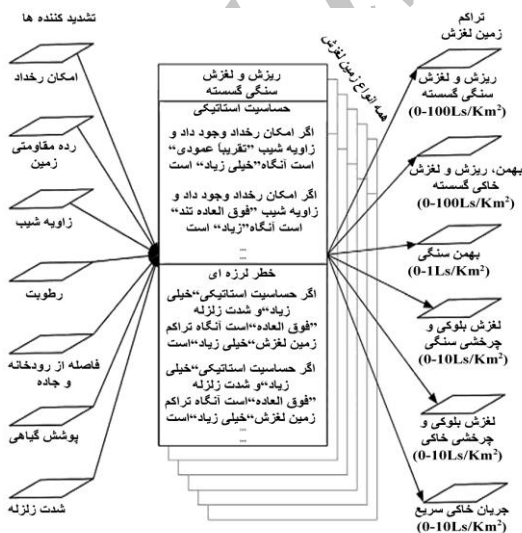 تشدید کننده ها
امکان رخداد
رده مقاومتی
زمین
زاویه شیب
رطوبت
فاصله از رودخانه
و جاده
پوشش گیاهی
شدت زلزله
ریزش و لغزش
سنگی گسسته
حساسیت استاتیکی
اگر امکان رخداد وجود داد و
زاویه شیب ”تقریباً عمودی“
است آنگاه”خیلی زیاد“ است
اگر امکان رخداد وجود داد و
زاویه شیب ”فوق العاده تند“
است آنگاه”زیاد“ است
...
خطر لرزه ای
اگر حساسیت استاتیکی”خیلی
زیاد“و شدت زلزله
”فوق العاده“است آنگاه تراکم
زمین لغزش”خیلی زیاد“است
اگر حساسیت استاتیکی”خیلی
زیاد“و شدت زلزله
”فوق العاده“است آنگاه تراکم
زمین لغزش”خیلی زیاد“است
...
همه انواع زمین لغزش
تراکم
زمین لغزش
ریزش و لغزش
سنگی گسسته
(0-100Ls/Km²)
بهمن، ریزش و لغزش
خاکی گسسته
(0-100Ls/Km²)
بهمن سنگی
(0-1Ls/Km²)
لغزش بلوکی و
چرخشی سنگی
(0-10Ls/Km²)
لغزش بلوکی و
چرخشی خاکی
(0-10Ls/Km²)
جریان خاکی سریع
(0-10Ls/Km²)